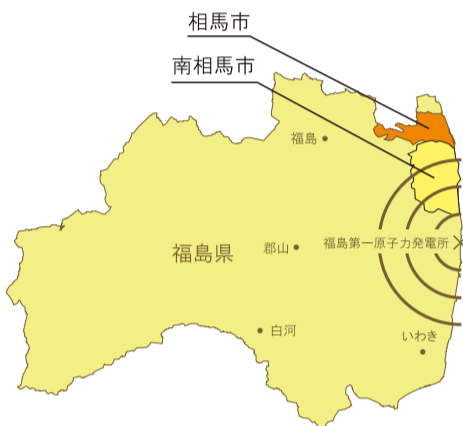 相馬市
南相馬市
福島
福島県
郡山
福島第一原子力発電所
白河
いわき